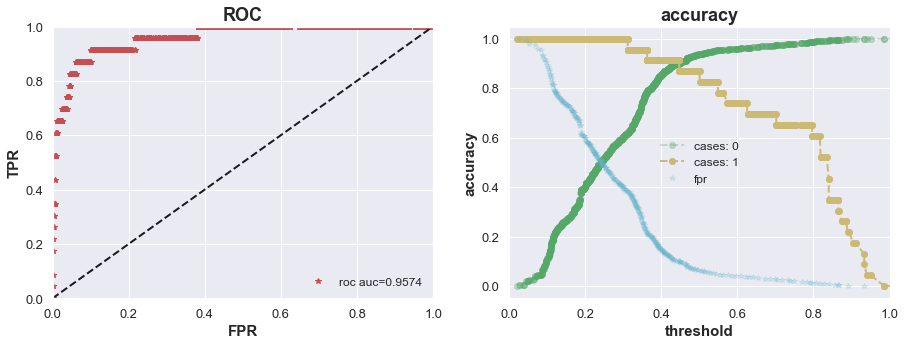 ROC
TPR
1.0
0.8
0.6
0.4
0.2
0.0
roc auc=0.9574
0.0 0.2 0.4 0.6 0.8 1.0
FPR
accuracy
accuracy
1.0
0.8
0.6
0.4
0.2
0.0
cases: 0
cases: 1
fpr
0.0 0.2 0.4 0.6 0.8 1.0
threshold